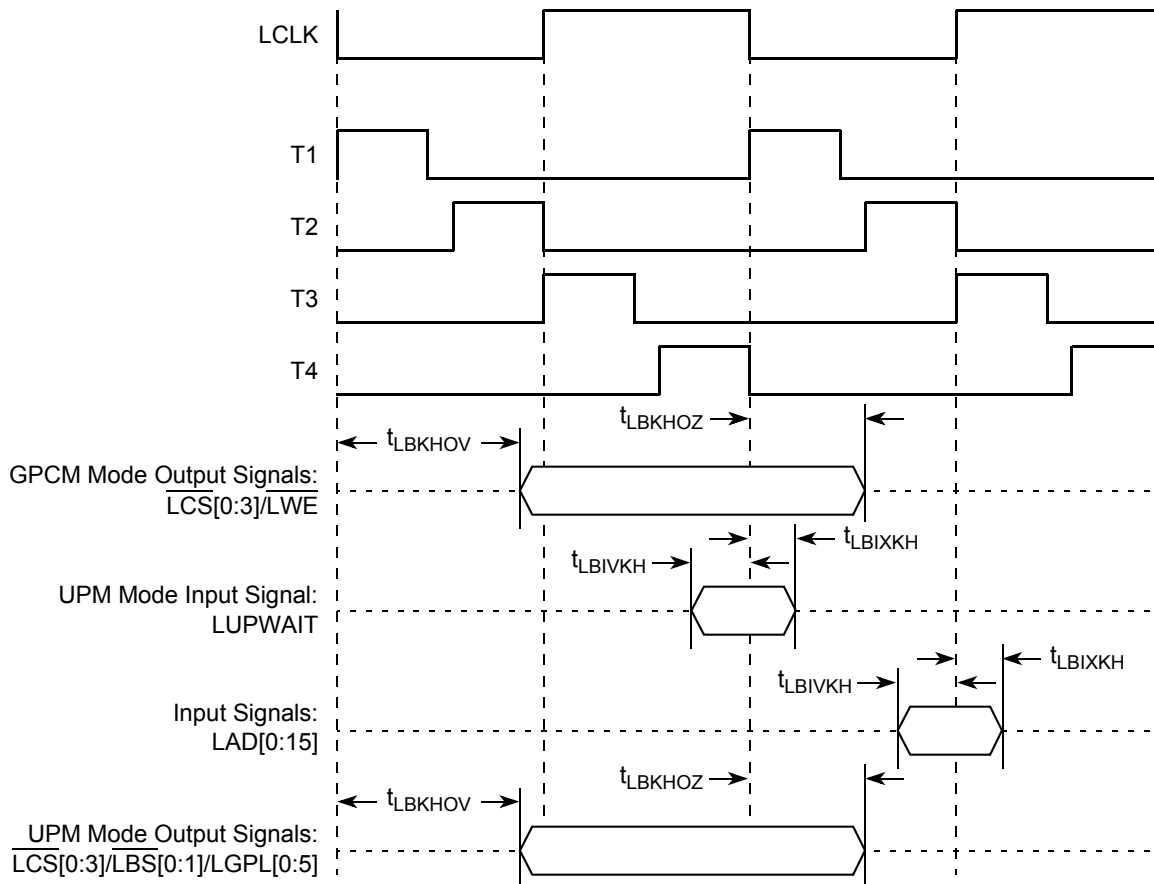 LCLK
T1
T2
T3
T4
tLBKHOZ
tLBKHOV
GPCM Mode Output Signals:
LCS[0:3]/LWE
tLBIXKH
tLBIVKH
UPM Mode Input Signal:
LUPWAIT
tLBIXKH
tLBIVKH
Input Signals:
LAD[0:15]
tLBKHOZ
tLBKHOV
UPM Mode Output Signals:
LCS[0:3]/LBS[0:1]/LGPL[0:5]